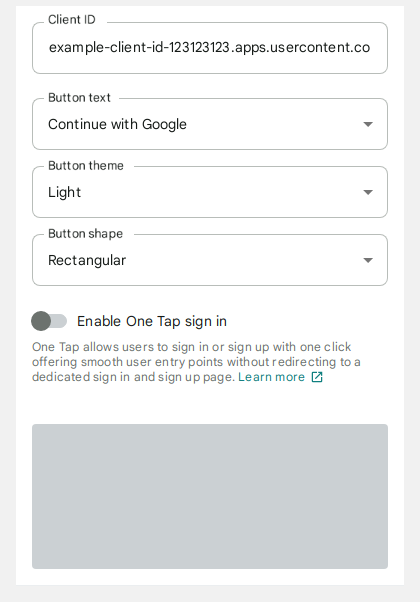 Client ID
example-client-id-123123123.apps.usercontent.co
Button text
Continue with Google
Button theme
Light
Button shape
Rectangular
Enable One Tap sign in
One Tap allows users to sign in or sign up with one click
offering smooth user entry points without redirecting to a
dedicated sign in and sign up page. Learn more